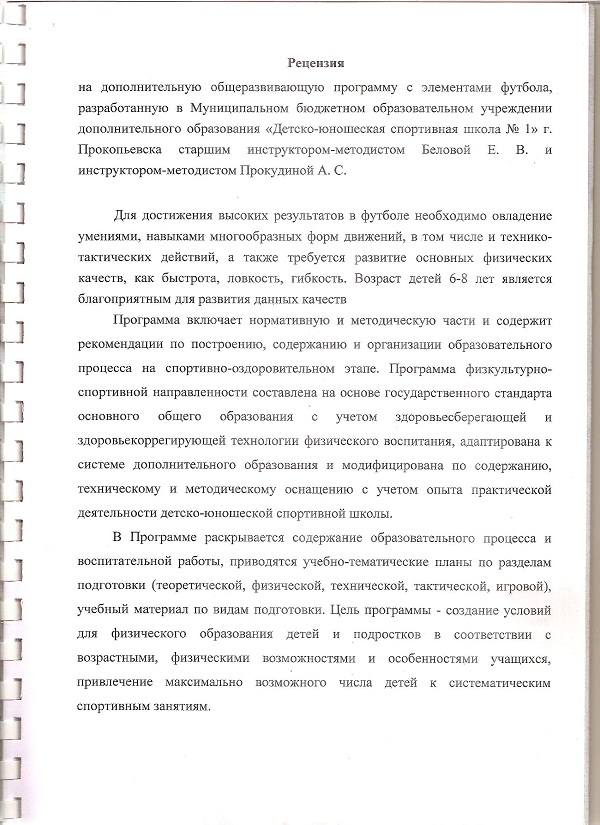 Рецензия
на дополнительную общеразвивающую программу с элементами футбола,
разработанную в Муниципальном бюджетном образовательном учреждении
дополнительного образования «Детско-юношеская спортивная школа № 1» г.
Прокопьевска старшим инструктором-методистом Беловой Е. В. и
инструктором-методистом Прокудиной А. С.
Для достижения высоких результатов в футболе необходимо овладение
умениями, навыками многообразных форм движений, в том числе и технико-
тактических действий, а также требуется развитие основных физических
качеств, как быстрота, ловкость, гибкость. Возраст детей 6-8 лет является
благоприятным для развития данных качеств
Программа включает нормативную и методическую части и содержит
рекомендации по построению, содержанию и организации образовательного
процесса на спортивно-оздоровительном этапе. Программа физкультурно-
спортивной направленности составлена на основе государственного стандарта
основного общего образования с учетом здоровьесберегающей и
здоровьекоррегирующей технологии физического воспитания, адаптирована к
системе дополнительного образования и модифицирована по содержанию,
техническому и методическому оснащению с учетом опыта практической
деятельности детско-юношеской спортивной школы.
В Программе раскрывается содержание образовательного процесса и
воспитательной работы, приводятся учебно-тематические планы по разделам
подготовки (теоретической, физической, технической, тактической, игровой),
учебный материал по видам подготовки. Цель программы - создание условий
для физического образования детей и подростков в соответствии с
возрастными, физическими возможностями и особенностями учащихся,
привлечение максимально возможного числа детей к систематическим
спортивным занятиям.